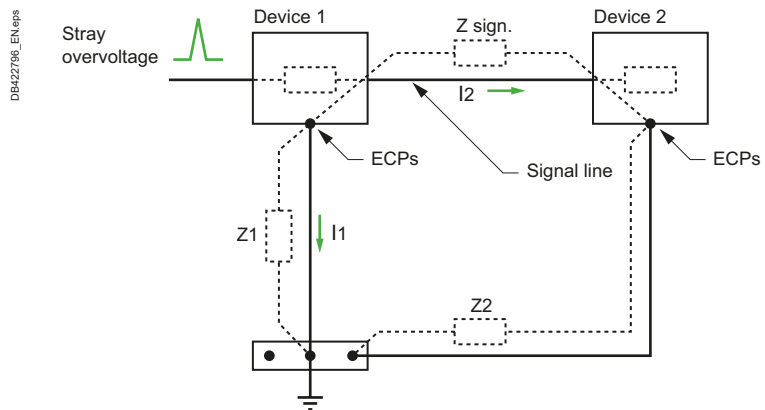 DB422796_EN.eps
Stray
overvoltage
Device 1
Z sign.
Device 2
I2
ECPs
Signal line
ECPs
Z1
I1
Z2